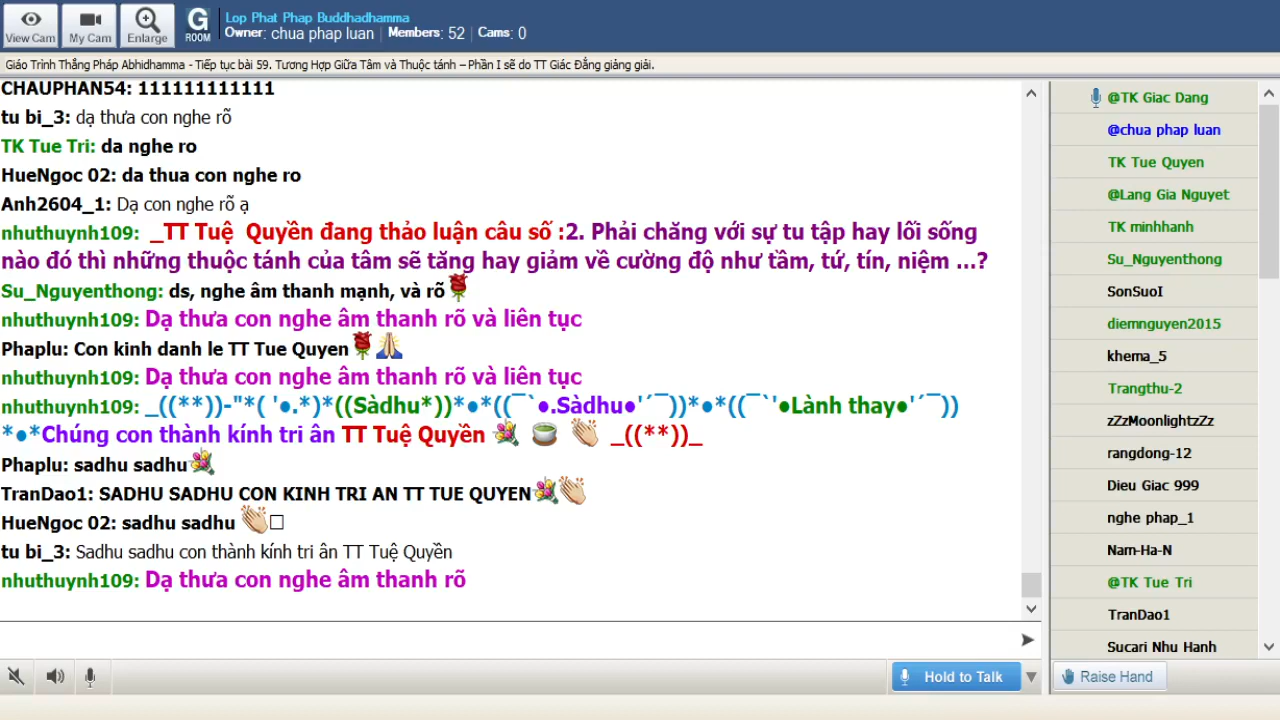 View Cam
My Cam
Enlarge
G
ROOM
Lop Phat Phap Buddhadhamma
Owner: chua phap luan | Members: 52 | Cams: 0
Giáo Trình Thắng Pháp Abhidhamma - Tiếp tục bài 59. Tương Hợp Giữa Tâm và Thuộc tánh – Phần I sẽ do TT Giác Đẳng giảng giải.
CHAUPHAN54: 111111111111
tu bi_3: dạ thưa con nghe rõ
TK Tue Tri: da nghe ro
HueNgoc 02: da thua con nghe ro
Anh2604_1: Dạ con nghe rõ ạ
nhuthuynh109: _TT Tuệ Quyền đang thảo luận câu số :2. Phải chăng với sự tu tập hay lối sống
nào đó thì những thuộc tánh của tâm sẽ tăng hay giảm về cường độ như tầm, tứ, tín, niệm ...?
Su_Nguyenthong: ds, nghe âm thanh mạnh, và rõ🌹
nhuthuynh109: Dạ thưa con nghe âm thanh rõ và liên tục
Phaplu: Con kinh danh le TT Tue Quyen🌹🙏
nhuthuynh109: Dạ thưa con nghe âm thanh rõ và liên tục
nhuthuynh109: _((**))-"*( '●.*)*((Sàdhu*))*●*((¯`●.Sàdhu●'´¯))*●*((¯`'●Lành thay●'´¯))
*●*Chúng con thành kính tri ân TT Tuệ Quyền 💐 🍵 👏 _((**))_
Phaplu: sadhu sadhu💐
TranDao1: SADHU SADHU CON KINH TRI AN TT TUE QUYEN💐👏
HueNgoc 02: sadhu sadhu 👏□
tu bi_3: Sadhu sadhu con thành kính tri ân TT Tuệ Quyền
nhuthuynh109: Dạ thưa con nghe âm thanh rõ
Hold to Talk
@TK Giac Dang
@chua phap luan
TK Tue Quyen
@Lang Gia Nguyet
TK minhhanh
Su_Nguyenthong
SonSuoI
diemnguyen2015
khema_5
Trangthu-2
zZzMoonlightzZz
rangdong-12
Dieu Giac 999
nghe phap_1
Nam-Ha-N
@TK Tue Tri
TranDao1
Sucari Nhu Hanh
Raise Hand